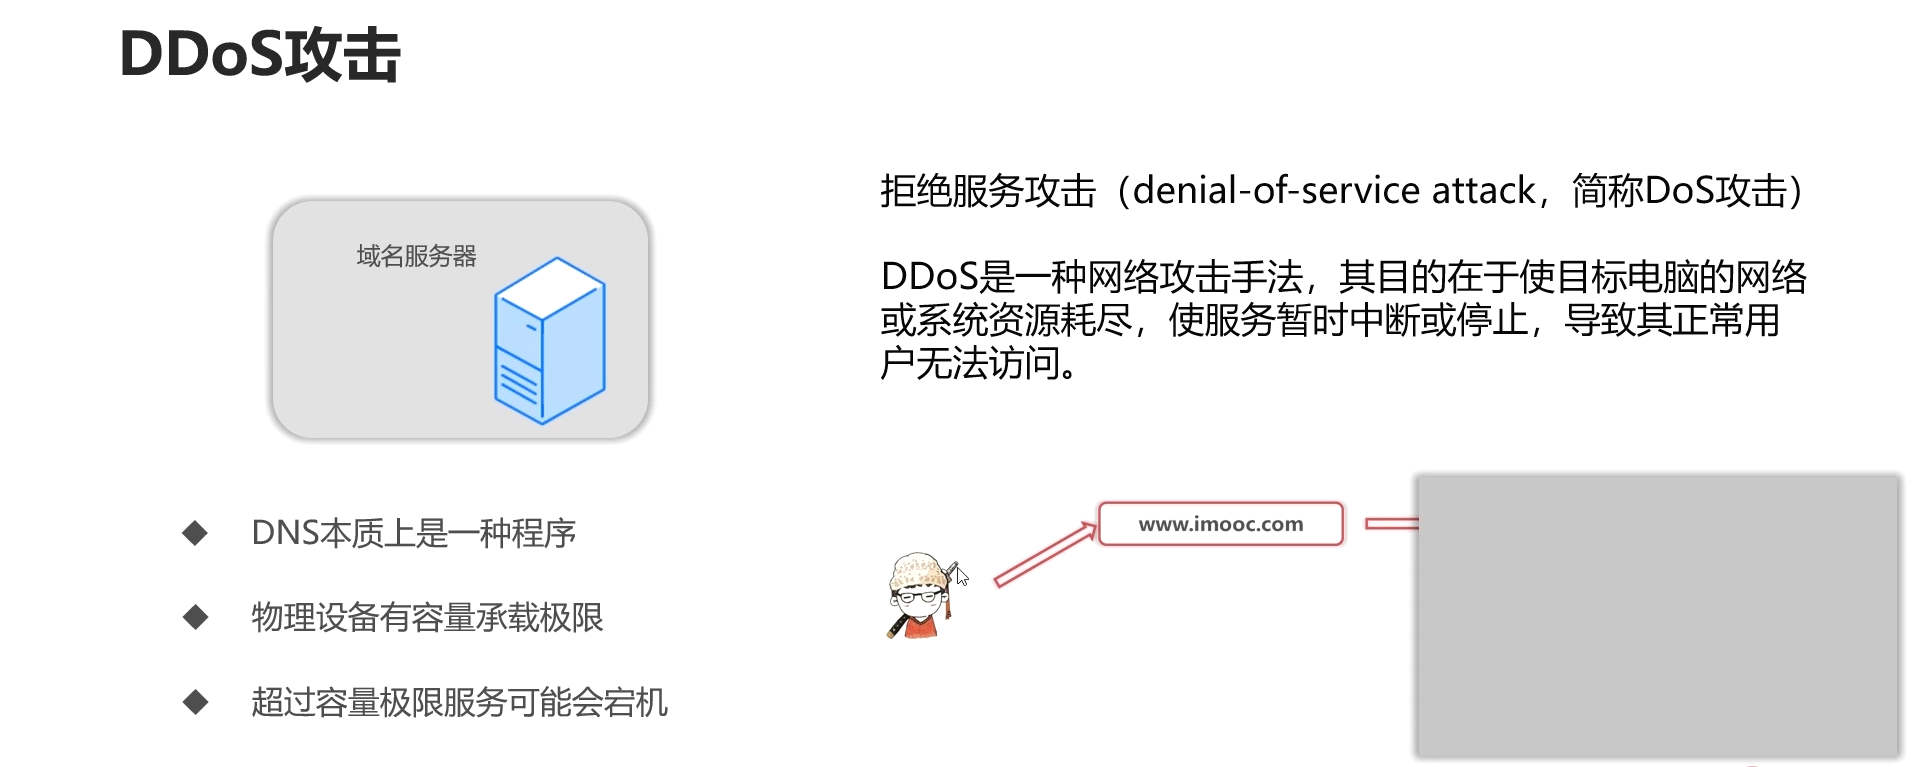 DDoS攻击
域名服务器
DNS本质上是一种程序
物理设备有容量承载极限
超过容量极限服务可能会宕机
拒绝服务攻击（denial-of-service attack，简称DoS攻击）
DDoS是一种网络攻击手法，其目的在于使目标电脑的网络
或系统资源耗尽，使服务暂时中断或停止，导致其正常用
户无法访问。
www.imooc.com